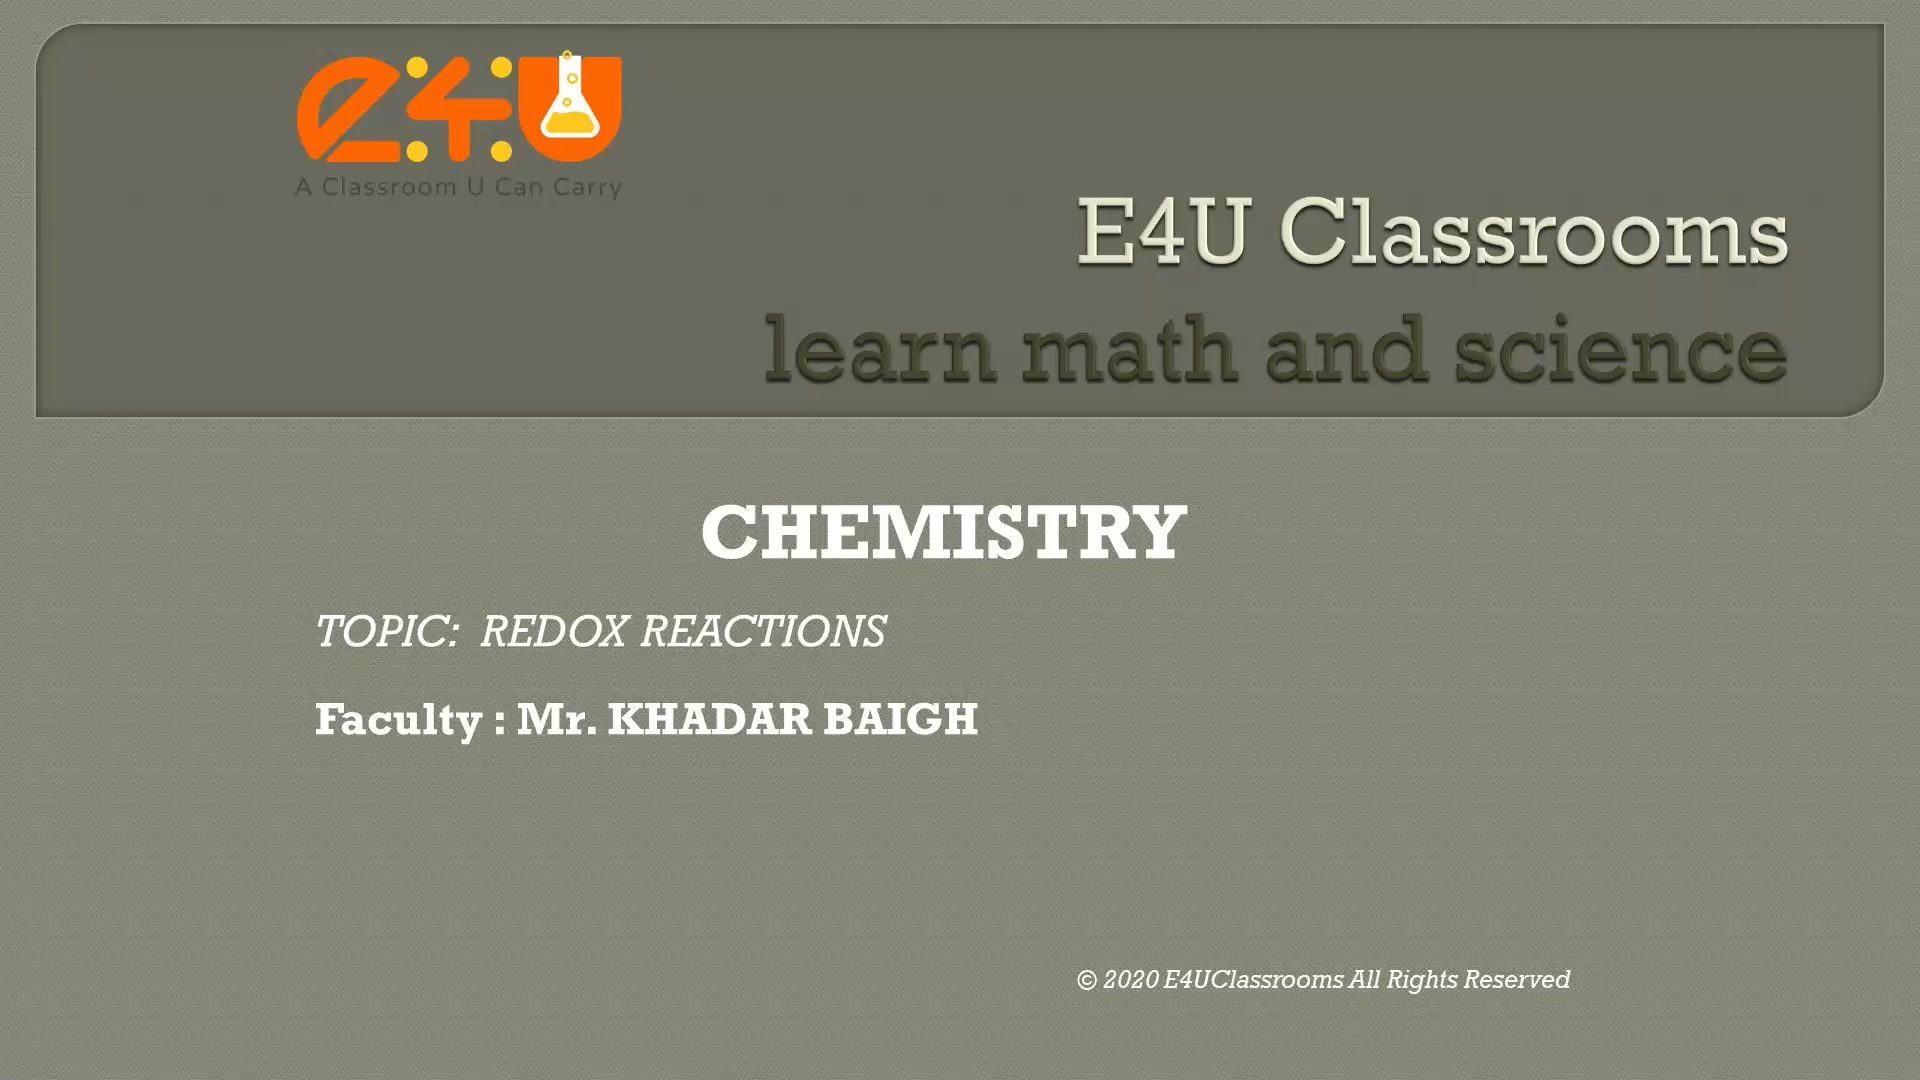 e4U
A Classroom U Can Carry
E4U Classrooms
learn math and science
CHEMISTRY
TOPIC: REDOX REACTIONS
Faculty : Mr. KHADAR BAIGH
© 2020 E4UClassrooms All Rights Reserved